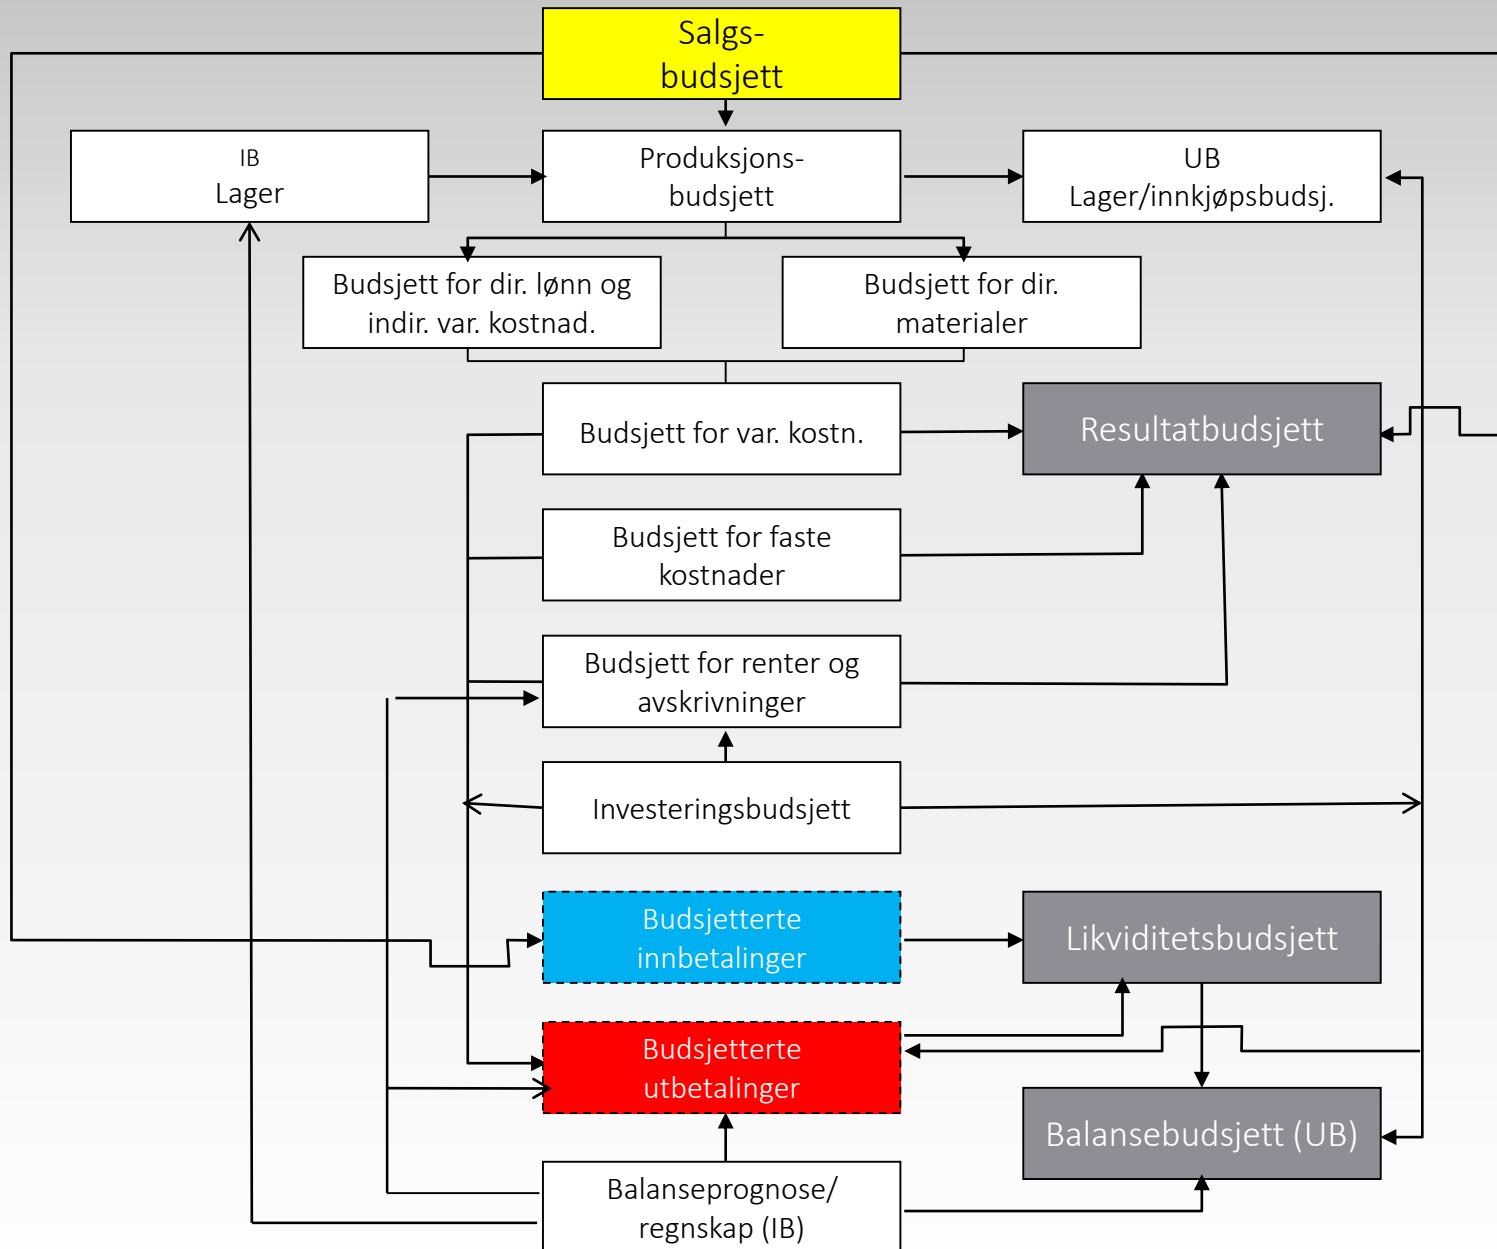 Salgs-
budsjett
IB
Lager
Produksjons-
budsjett
UB
Lager/innkjøpsbudsj.
Budsjett for dir. lønn og
indir. var. kostnad.
Budsjett for dir.
materialer
Budsjett for var. kostn.
Resultatbudsjett
Budsjett for faste
kostnader
Budsjett for renter og
avskrivninger
Investeringsbudsjett
Budsjetterte
innbetalinger
Likviditetsbudsjett
Budsjetterte
utbetalinger
Balansebudsjett (UB)
Balanseprognose/
regnskap (IB)